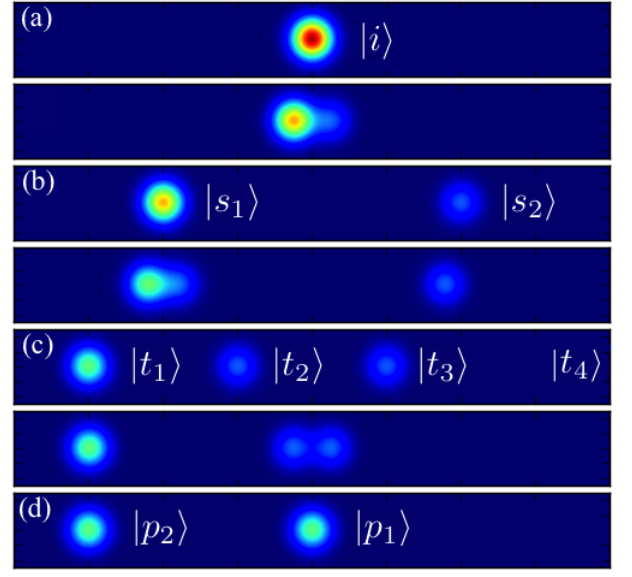 (a) |i⟩
(b) |s₁⟩ |s₂⟩
(c) |t₁⟩ |t₂⟩ |t₃⟩ |t₄⟩
(d) |p₂⟩ |p₁⟩